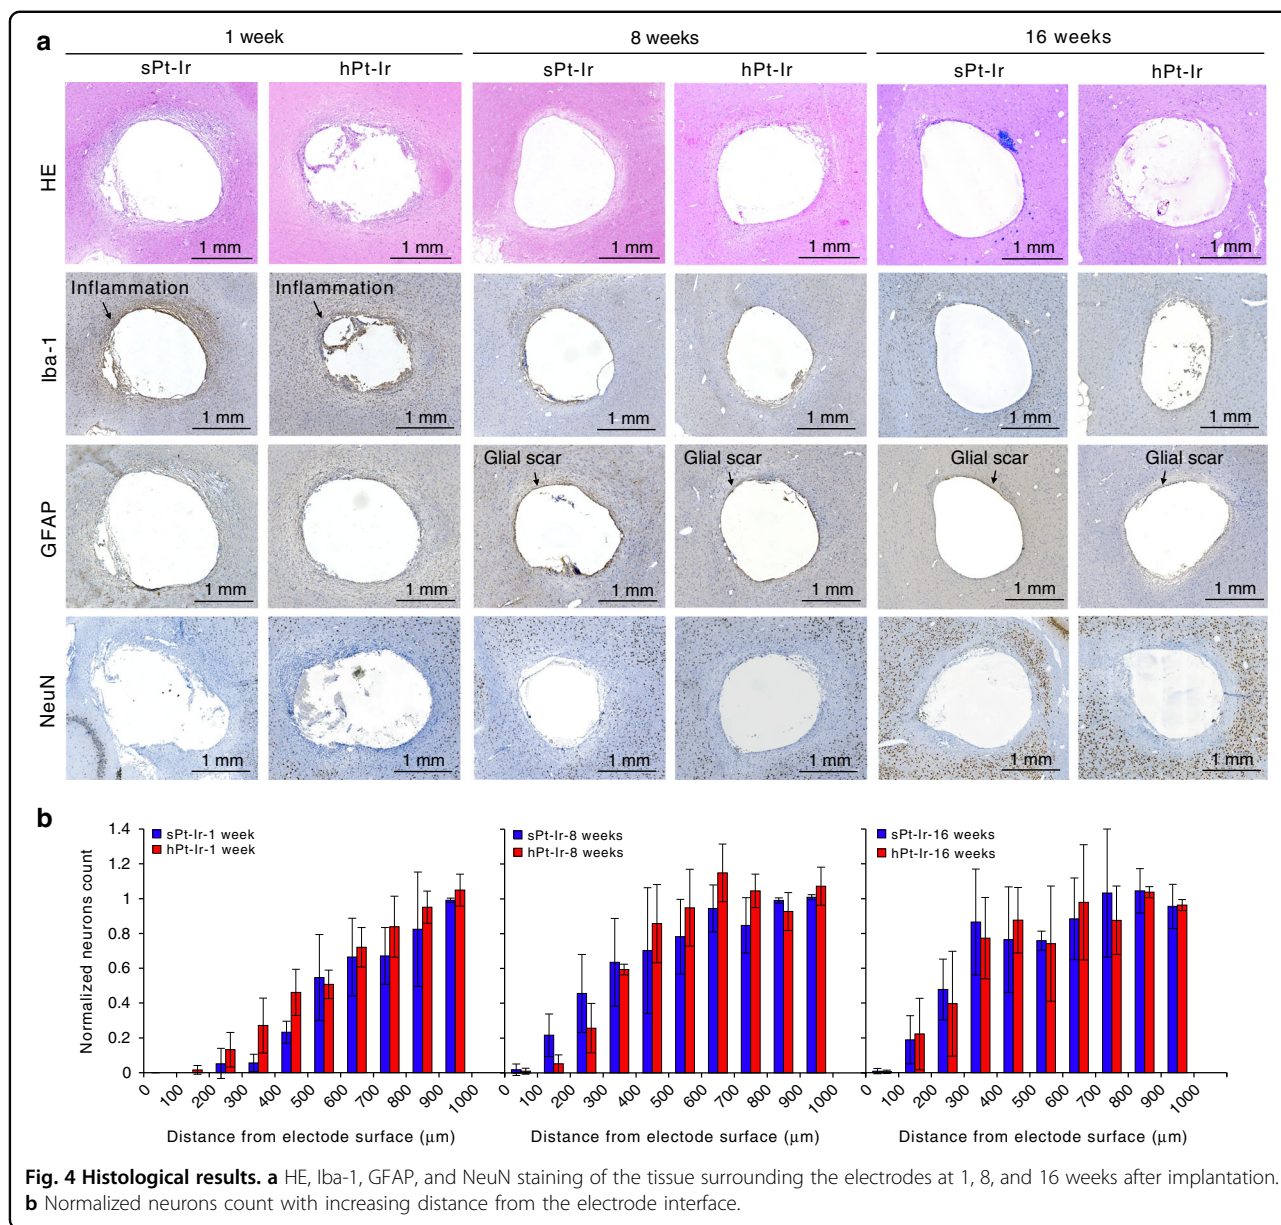 a
1 week
8 weeks
16 weeks
sPt-Ir
hPt-Ir
sPt-Ir
hPt-Ir
sPt-Ir
hPt-Ir
HE
1 mm
1 mm
1 mm
1 mm
1 mm
1 mm
Iba-1
Inflammation
Inflammation
1 mm
1 mm
1 mm
1 mm
1 mm
1 mm
GFAP
Glial scar
Glial scar
Glial scar
Glial scar
1 mm
1 mm
1 mm
1 mm
1 mm
1 mm
NeuN
1 mm
1 mm
1 mm
1 mm
1 mm
1 mm
b
Normalized neurons count
1.4
1.2
1
0.8
0.6
0.4
0.2
0
sPt-Ir-1 week
hPt-Ir-1 week
0
100
200
300
400
500
600
700
800
900
1000
Distance from electode surface (μm)
sPt-Ir-8 weeks
hPt-Ir-8 weeks
0
100
200
300
400
500
600
700
800
900
1000
Distance from electode surface (μm)
sPt-Ir-16 weeks
hPt-Ir-16 weeks
0
100
200
300
400
500
600
700
800
900
1000
Distance from electode surface (μm)
Fig. 4 Histological results. a HE, Iba-1, GFAP, and NeuN staining of the tissue surrounding the electrodes at 1, 8, and 16 weeks after implantation.
b Normalized neurons count with increasing distance from the electrode interface.